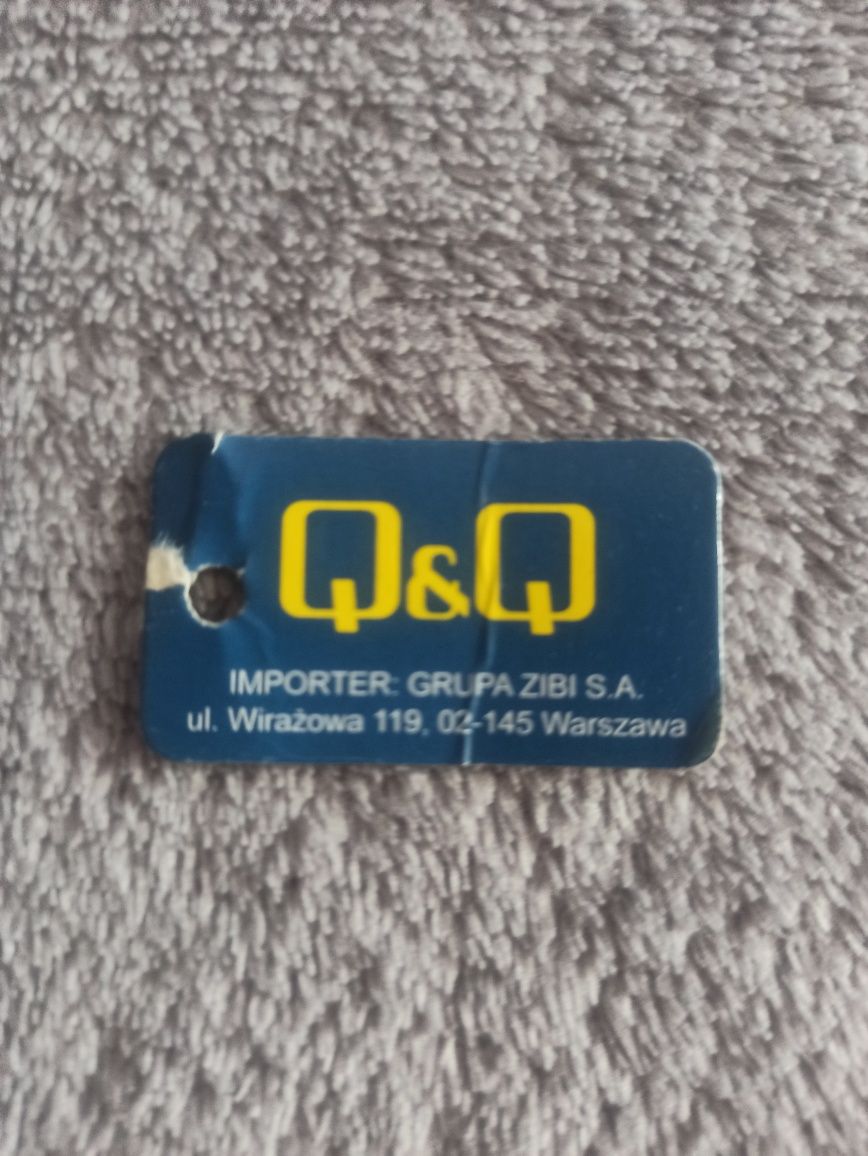 Q&Q
IMPORTER: GRUPA ZIBI S.A.
ul. Wirażowa 119, 02-145 Warszawa